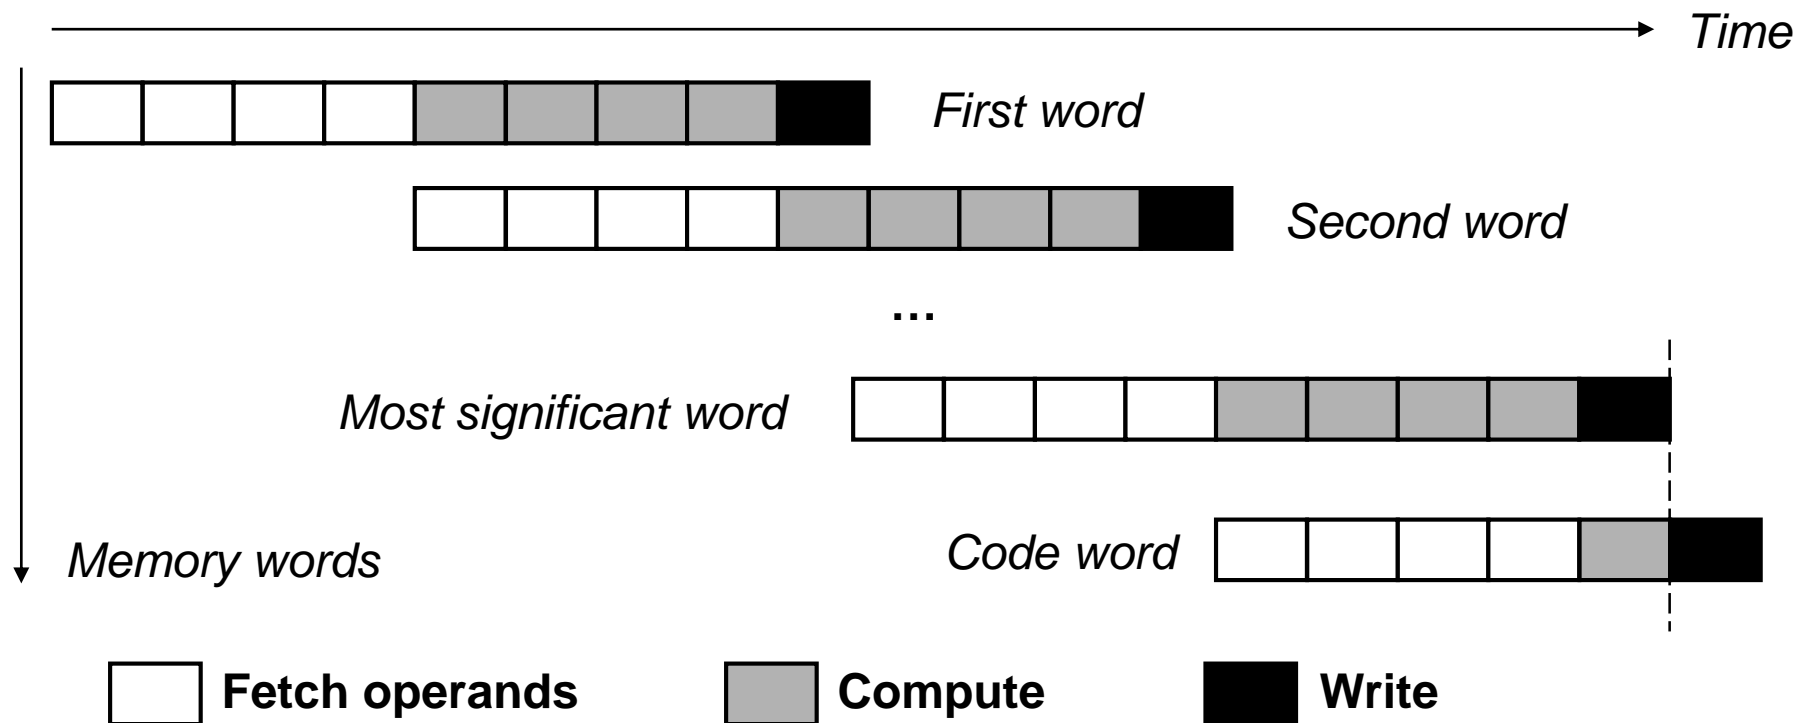 Time
First word
Second word
...
Most significant word
Code word
Memory words
Fetch operands
Compute
Write